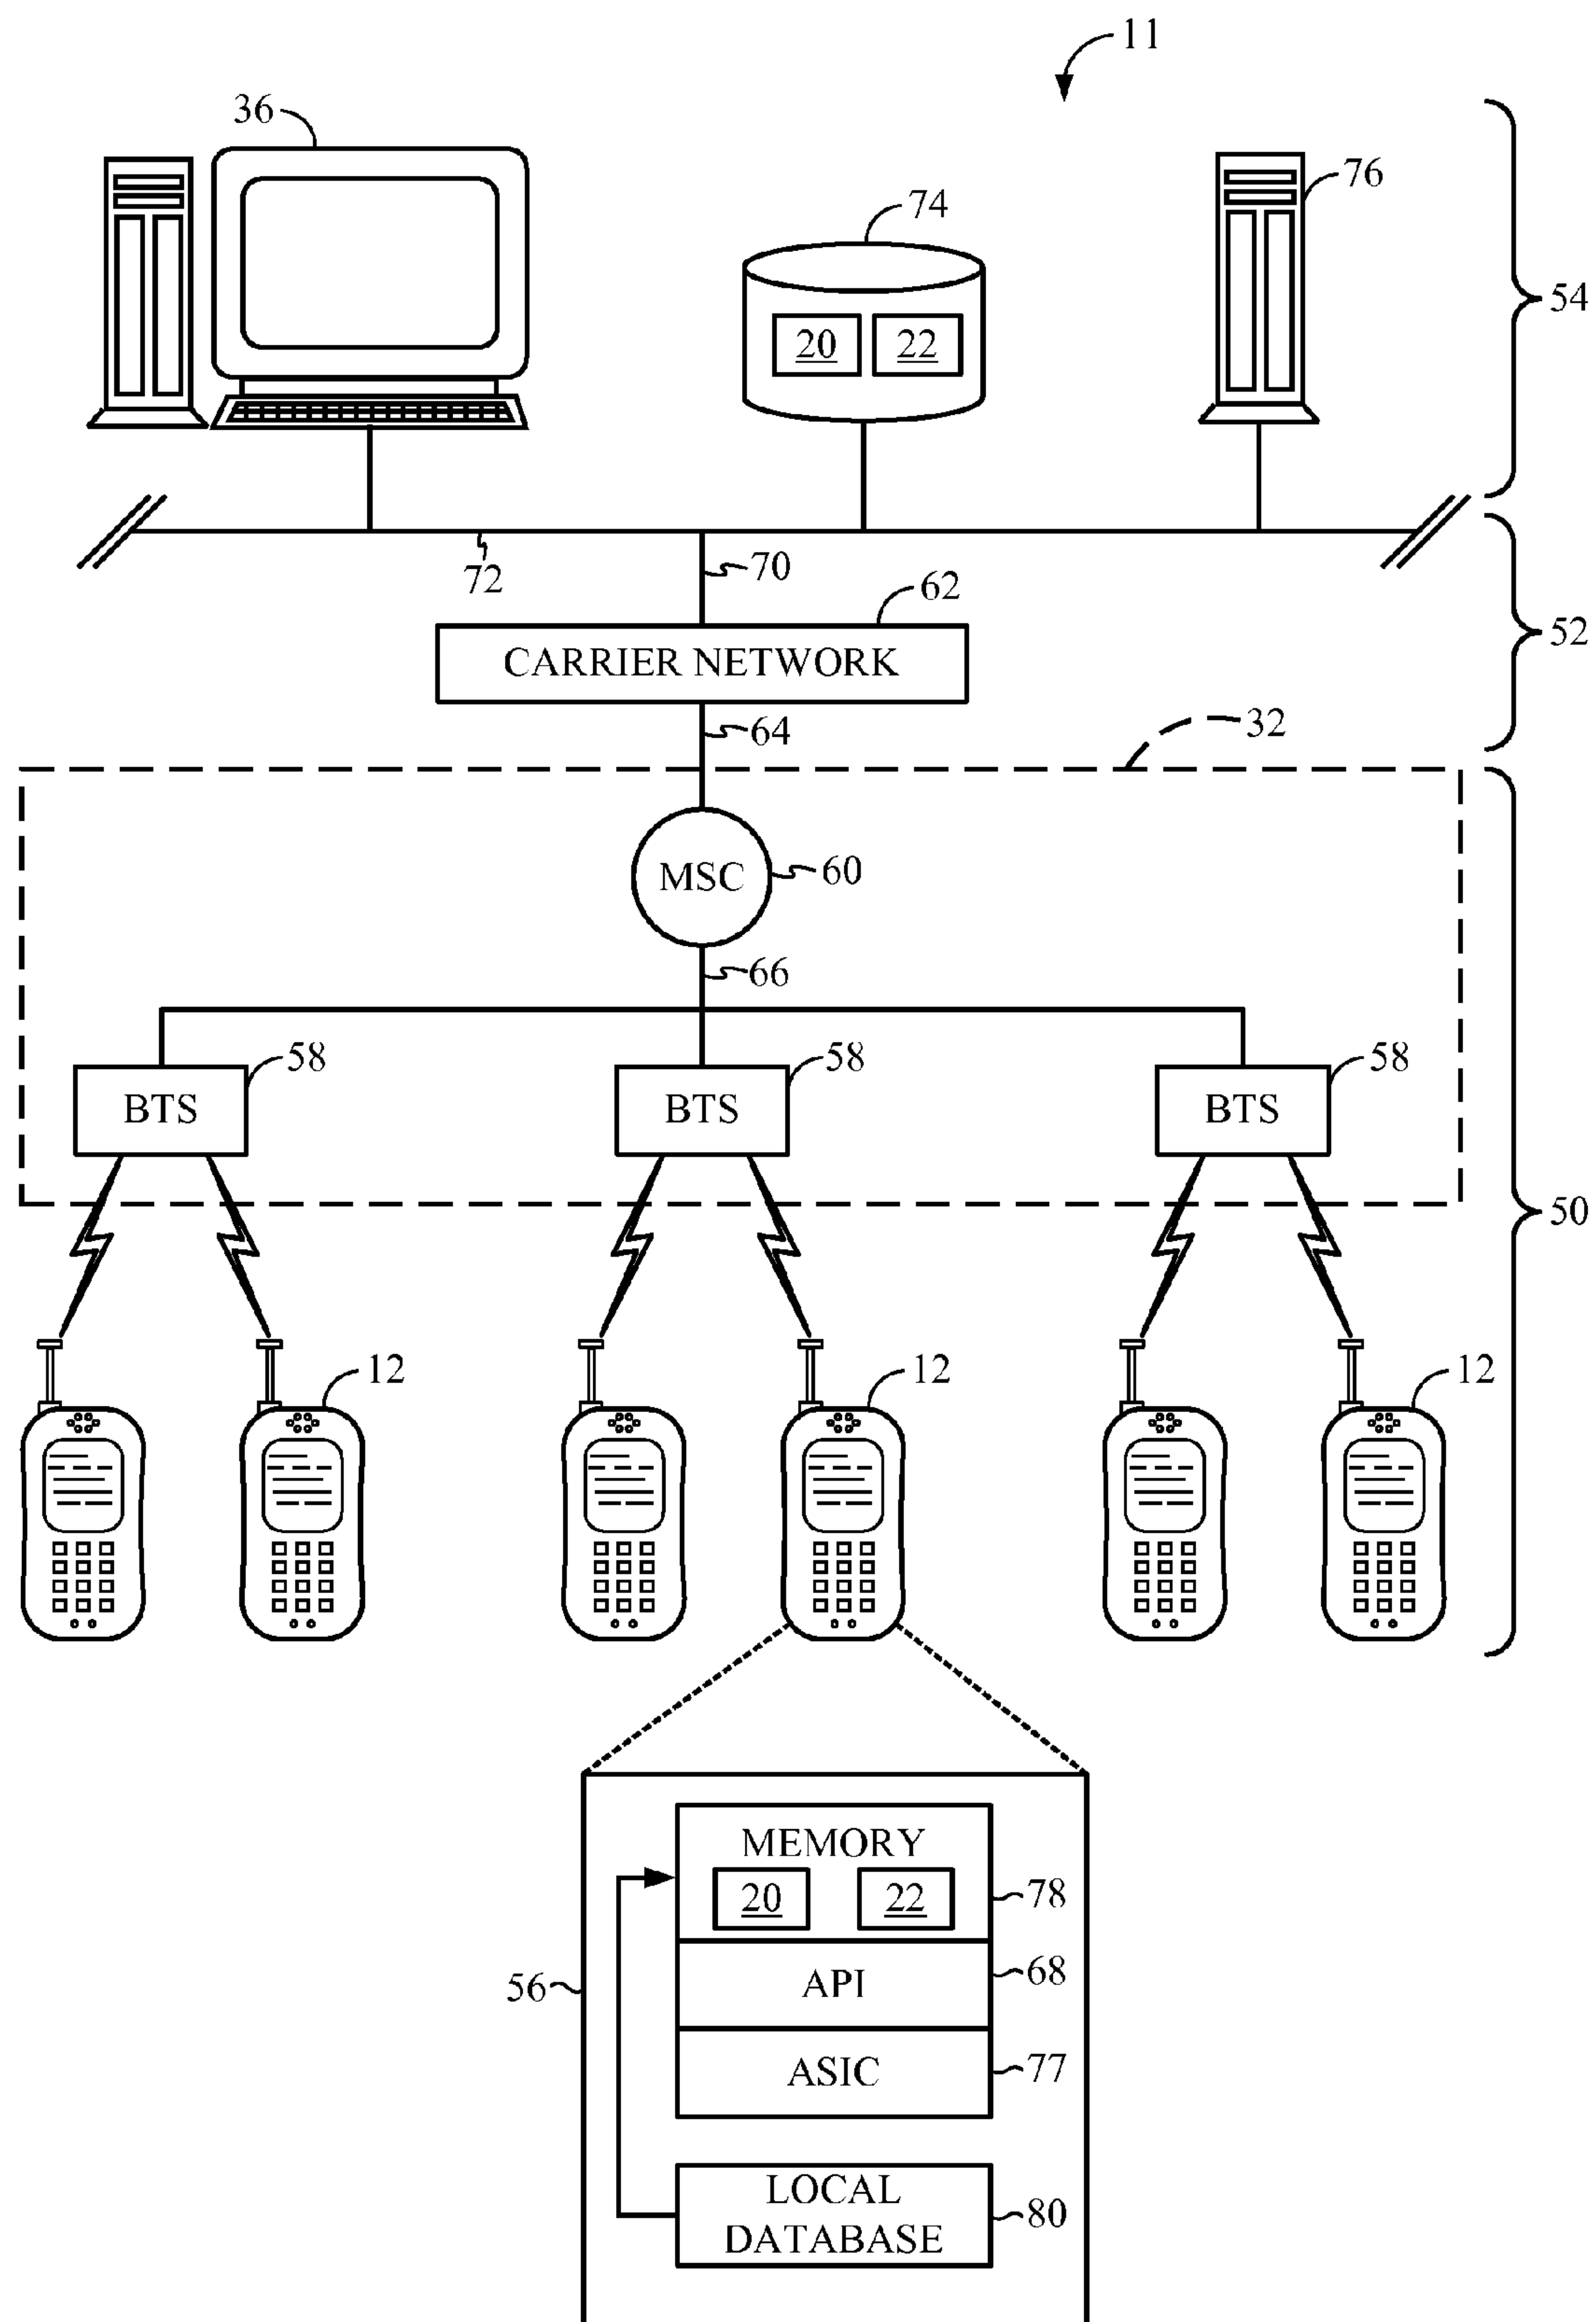 11
36
76
74
54
20 22
72
70
62
52
CARRIER NETWORK
64
32
MSC
60
66
58
58
58
BTS
BTS
BTS
50
12
12
12
MEMORY
20 22
78
56
API
68
ASIC
77
LOCAL
DATABASE
80